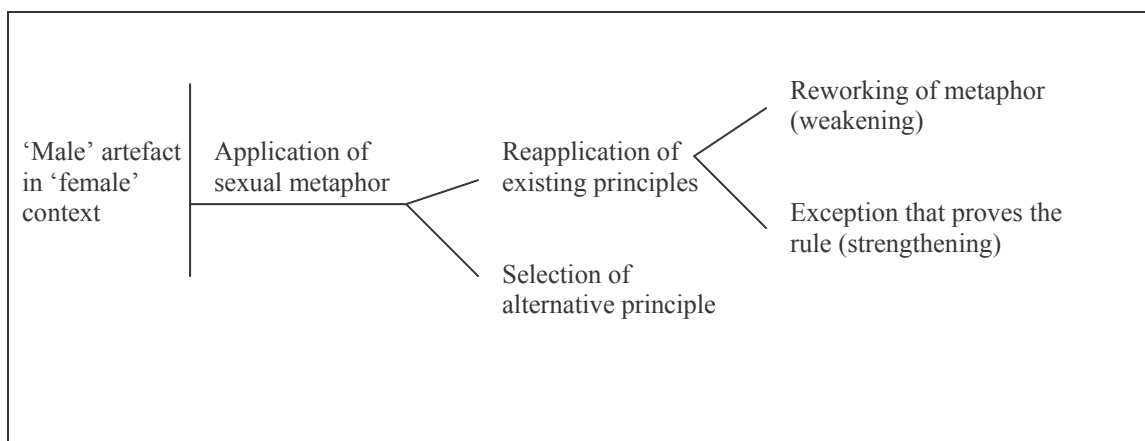 ‘Male’ artefact
in ‘female’
context
Application of
sexual metaphor
Reapplication of
existing principles
Selection of
alternative principle
Reworking of metaphor
(weakening)
Exception that proves the
rule (strengthening)